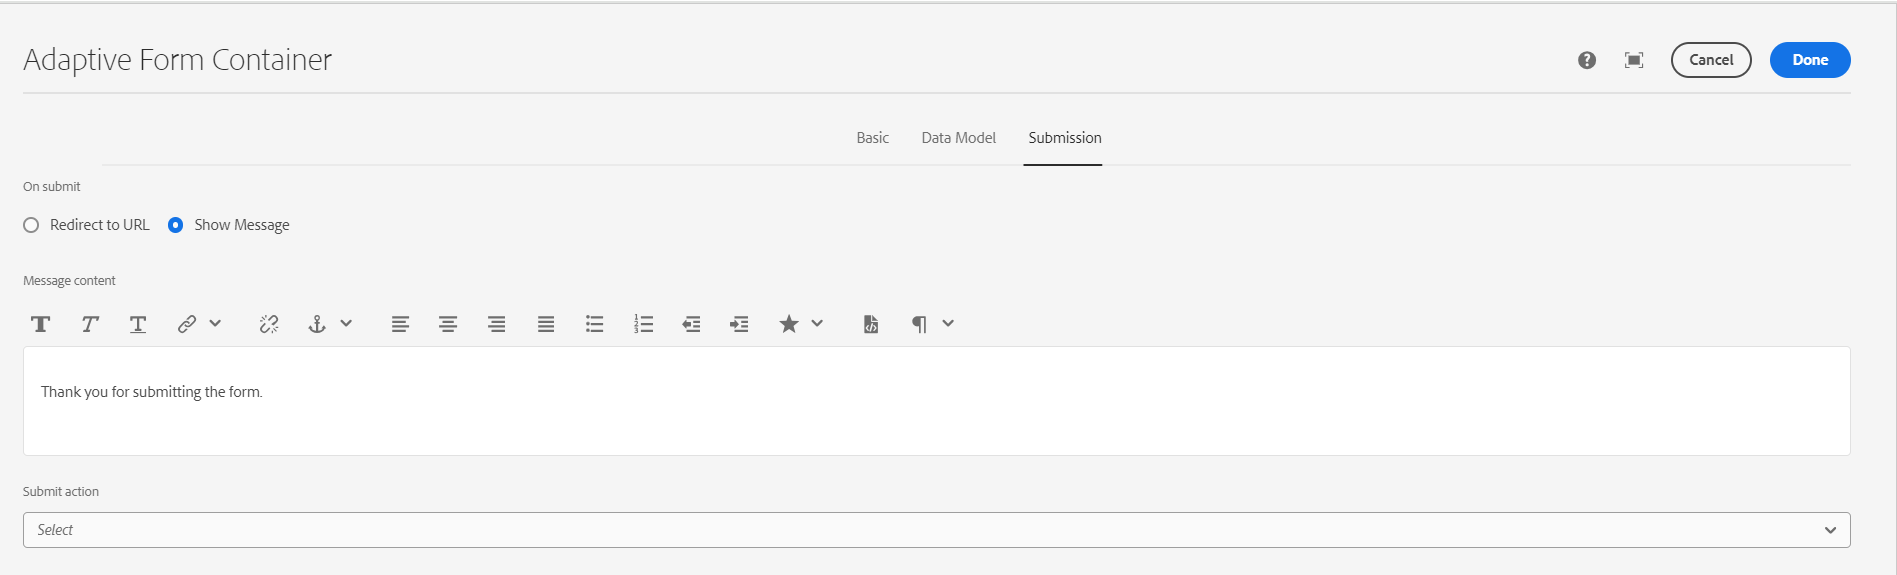 Adaptive Form Container
Cancel
Done
Basic
Data Model
Submission
On submit
Redirect to URL
Show Message
Message content
Thank you for submitting the form.
Submit action
Select